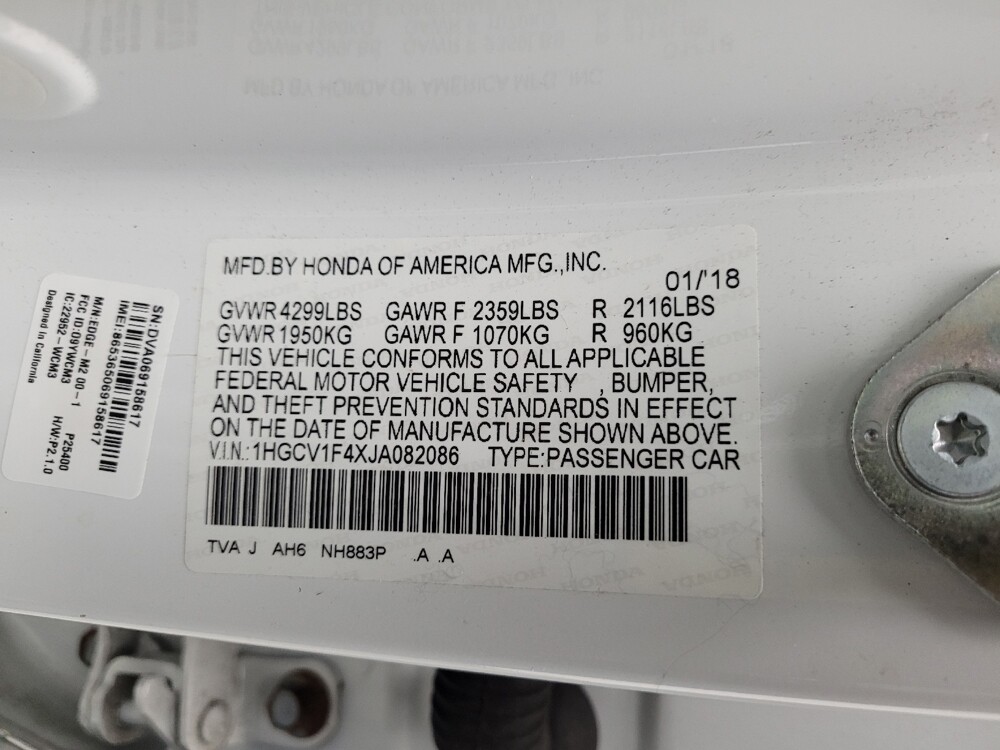 MFD.BY HONDA OF AMERICA MFG.,INC.
01/'18
GVWR 4299LBS GAWR F 2359LBS R 2116LBS
GVWR 1950KG GAWR F 1070KG R 960KG
THIS VEHICLE CONFORMS TO ALL APPLICABLE
FEDERAL MOTOR VEHICLE SAFETY , BUMPER,
AND THEFT PREVENTION STANDARDS IN EFFECT
ON THE DATE OF MANUFACTURE SHOWN ABOVE.
V.I.N.:1HGCV1F4XJA082086 TYPE:PASSENGER CAR
TVA J AH6 NH883P .A .A
SN:DVA069158617
IMEI:865365069158617
M/N:EDGE-M2 00-1 P25400
FCC ID:O9YWCM3 H/W:P2.1.0
IC:22952-WCM3
Designed in California